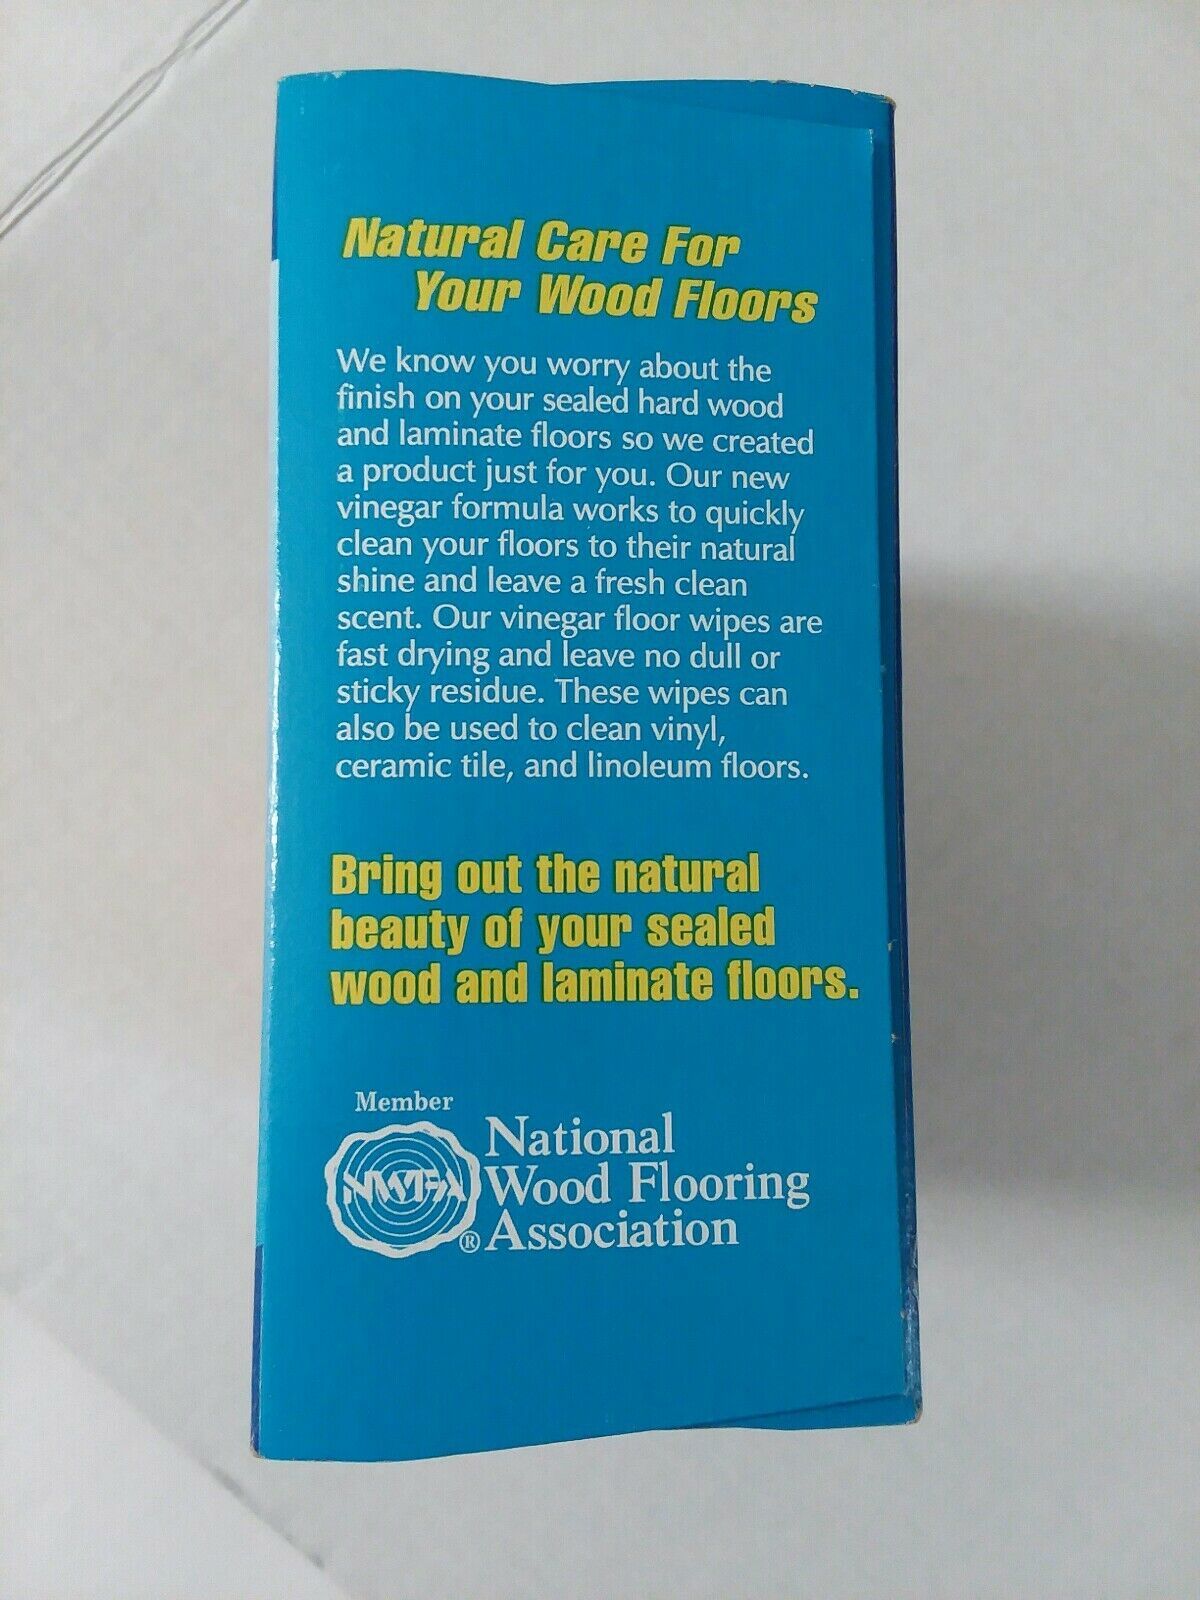 Natural Care For
Your Wood Floors
We know you worry about the
finish on your sealed hard wood
and laminate floors so we created
a product just for you. Our new
vinegar formula works to quickly
clean your floors to their natural
shine and leave a fresh clean
scent. Our vinegar floor wipes are
fast drying and leave no dull or
sticky residue. These wipes can
also be used to clean vinyl,
ceramic tile, and linoleum floors.
Bring out the natural
beauty of your sealed
wood and laminate floors.
Member
NWFA
®
National
Wood Flooring
Association